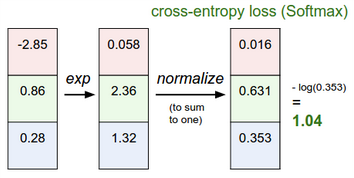 cross-entropy loss (Softmax)
-2.85
0.86
0.28
exp
0.058
2.36
1.32
normalize
(to sum
to one)
0.016
0.631
0.353
- log(0.353)
=
1.04